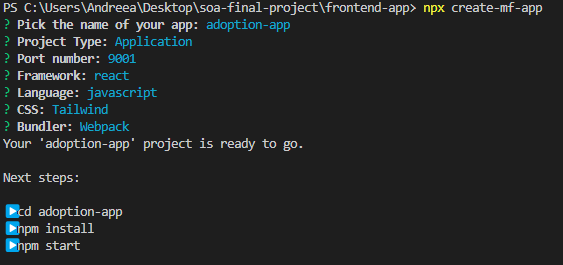 PS C:\Users\Andreea\Desktop\soa-final-project\frontend-app> npx create-mf-app
? Pick the name of your app: adoption-app
? Project Type: Application
? Port number: 9001
? Framework: react
? Language: javascript
? CSS: Tailwind
? Bundler: Webpack
Your 'adoption-app' project is ready to go.
Next steps:
▶️cd adoption-app
▶️npm install
▶️npm start